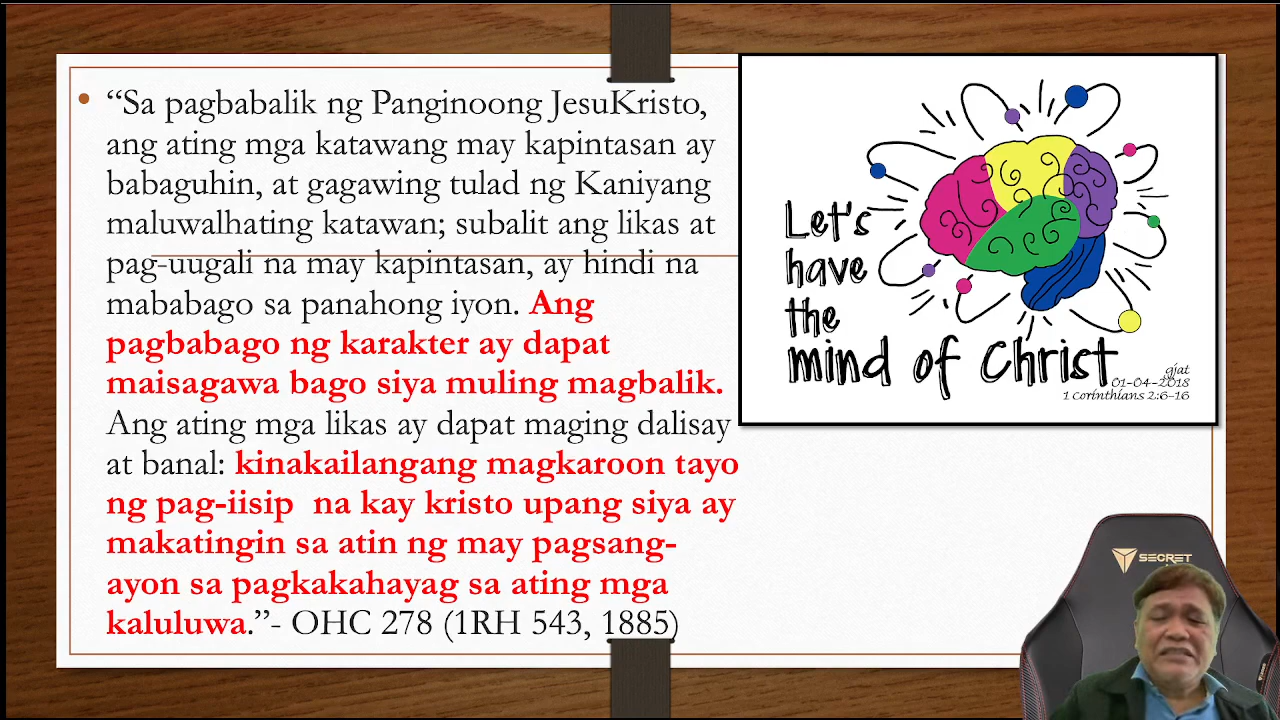 “Sa pagbabalik ng Panginoong JesuKristo,
ang ating mga katawang may kapintasan ay
babaguhin, at gagawing tulad ng Kaniyang
maluwalhating katawan; subalit ang likas at
pag-uugali na may kapintasan, ay hindi na
mababago sa panahong iyon. Ang
pagbabago ng karakter ay dapat
maisagawa bago siya muling magbalik.
Ang ating mga likas ay dapat maging dalisay
at banal: kinakailangang magkaroon tayo
ng pag-iisip na kay kristo upang siya ay
makatingin sa atin ng may pagsang-
ayon sa pagkakahayag sa ating mga
kaluluwa.”- OHC 278 (1RH 543, 1885)
Let's
have
the
mind of Christ
gjat
01-04-2018
1 Corinthians 2:6-16
SECRET